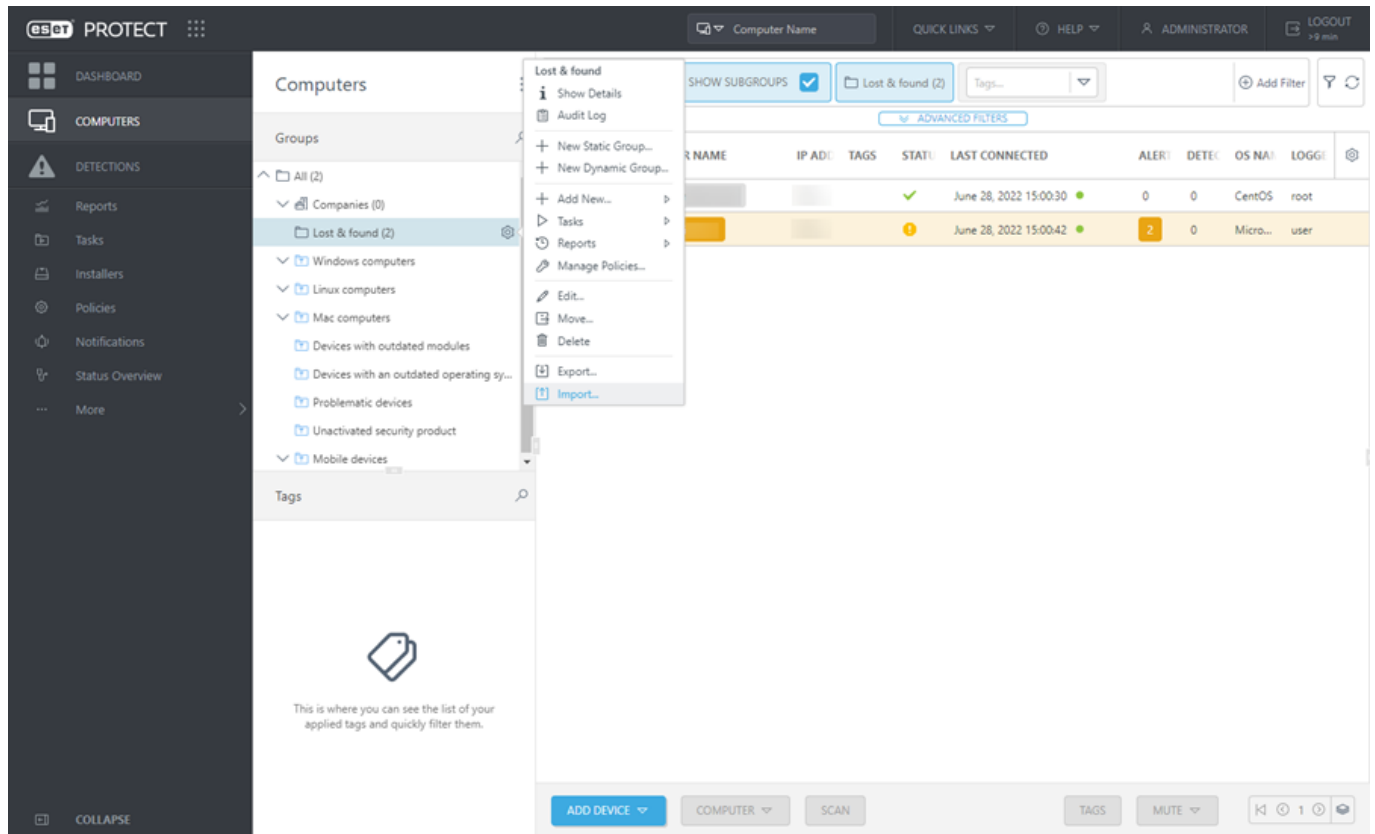 eset PROTECT
Computer Name
QUICK LINKS
HELP
ADMINISTRATOR
LOGOUT
>9 min
DASHBOARD
COMPUTERS
DETECTIONS
Reports
Tasks
Installers
Policies
Notifications
Status Overview
More
COLLAPSE
Computers
Groups
All (2)
Companies (0)
Lost & found (2)
Windows computers
Linux computers
Mac computers
Devices with outdated modules
Devices with an outdated operating sy...
Problematic devices
Unactivated security product
Mobile devices
Tags
This is where you can see the list of your
applied tags and quickly filter them.
Lost & found
Show Details
Audit Log
New Static Group...
New Dynamic Group...
Add New...
Tasks
Reports
Manage Policies...
Edit...
Move...
Delete
Export...
Import...
SHOW SUBGROUPS
Lost & found (2)
Tags...
Add Filter
ADVANCED FILTERS
R NAME IP ADD TAGS STATU LAST CONNECTED ALERT DETEC OS NAM LOGGE
June 28, 2022 15:00:30 0 0 CentOS root
June 28, 2022 15:00:42 2 0 Micro... user
ADD DEVICE COMPUTER SCAN TAGS MUTE 1